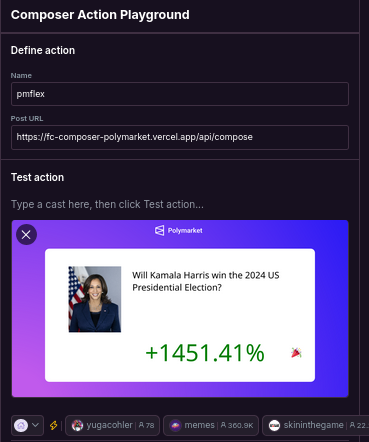 Composer Action Playground
Define action
Name
pmflex
Post URL
https://fc-composer-polymarket.vercel.app/api/compose
Test action
Type a cast here, then click Test action...
Polymarket
Will Kamala Harris win the 2024 US
Presidential Election?
+1451.41%
yugacohler 78 memes 360.9K skininthegame 22.